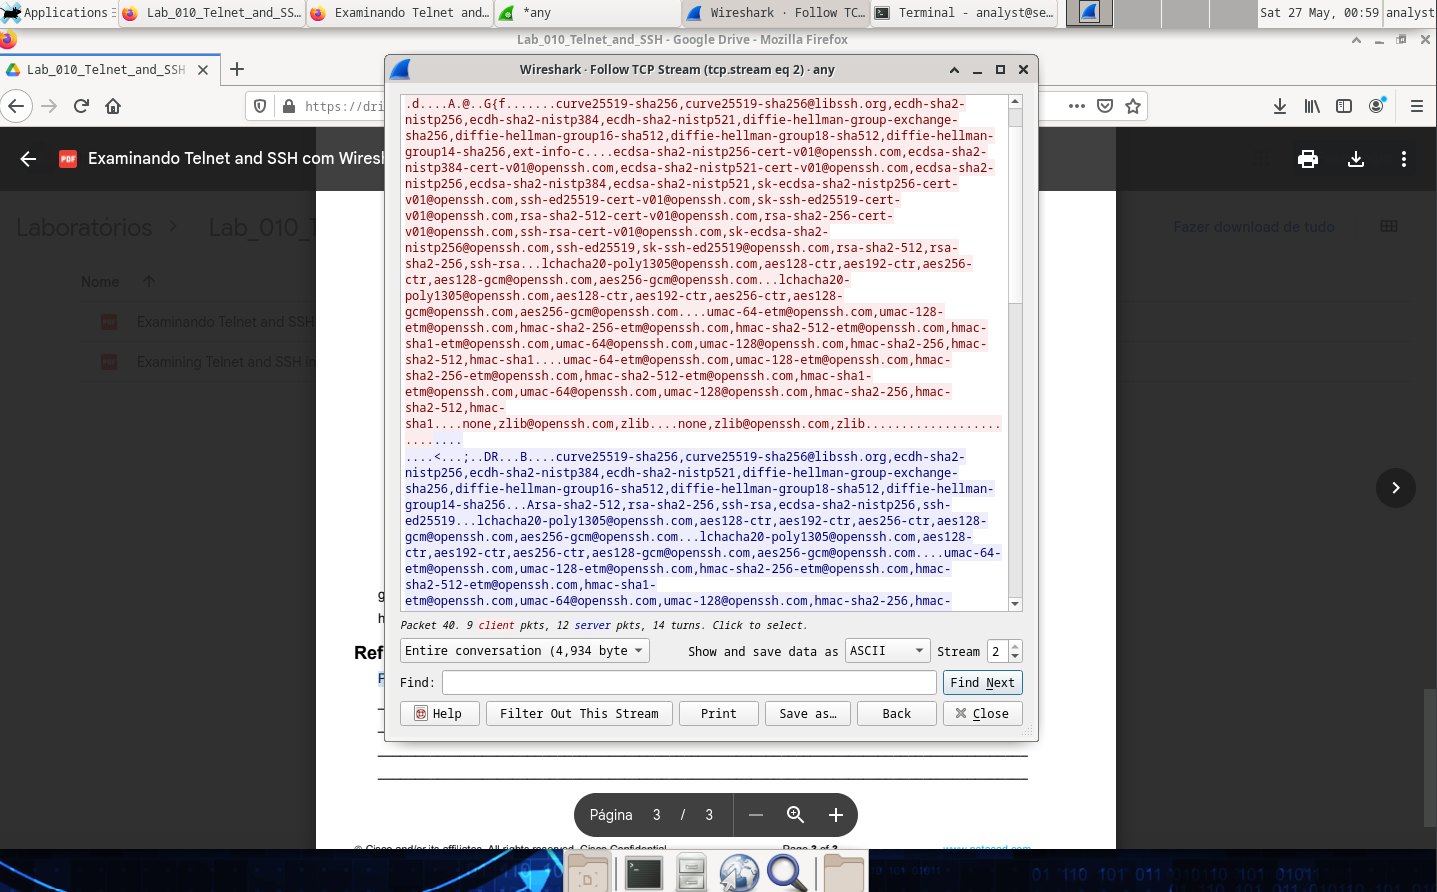 Applications
Lab_010_Telnet_and_SS...
Examinando Telnet and...
*any
Wireshark · Follow TC...
Terminal - analyst@se...
Sat 27 May, 00:59
analyst
Lab_010_Telnet_and_SSH - Google Drive - Mozilla Firefox
Lab_010_Telnet_and_SSH
https://dri
Examinando Telnet and SSH com Wiresh
Laboratórios
Lab_010_T
Fazer download de tudo
Nome
Examinando Telnet and SSH
Examining Telnet and SSH in
Wireshark · Follow TCP Stream (tcp.stream eq 2) · any
.d....A.@..G{f.......curve25519-sha256,curve25519-sha256@libssh.org,ecdh-sha2-
nistp256,ecdh-sha2-nistp384,ecdh-sha2-nistp521,diffie-hellman-group-exchange-
sha256,diffie-hellman-group16-sha512,diffie-hellman-group18-sha512,diffie-hellman-
group14-sha256,ext-info-c....ecdsa-sha2-nistp256-cert-v01@openssh.com,ecdsa-sha2-
nistp384-cert-v01@openssh.com,ecdsa-sha2-nistp521-cert-v01@openssh.com,ecdsa-sha2-
nistp256,ecdsa-sha2-nistp384,ecdsa-sha2-nistp521,sk-ecdsa-sha2-nistp256-cert-
v01@openssh.com,ssh-ed25519-cert-v01@openssh.com,sk-ssh-ed25519-cert-
v01@openssh.com,rsa-sha2-512-cert-v01@openssh.com,rsa-sha2-256-cert-
v01@openssh.com,ssh-rsa-cert-v01@openssh.com,sk-ecdsa-sha2-
nistp256@openssh.com,ssh-ed25519,sk-ssh-ed25519@openssh.com,rsa-sha2-512,rsa-
sha2-256,ssh-rsa...lchacha20-poly1305@openssh.com,aes128-ctr,aes192-ctr,aes256-
ctr,aes128-gcm@openssh.com,aes256-gcm@openssh.com...lchacha20-
poly1305@openssh.com,aes128-ctr,aes192-ctr,aes256-ctr,aes128-
gcm@openssh.com,aes256-gcm@openssh.com....umac-64-etm@openssh.com,umac-128-
etm@openssh.com,hmac-sha2-256-etm@openssh.com,hmac-sha2-512-etm@openssh.com,hmac-
sha1-etm@openssh.com,umac-64@openssh.com,umac-128@openssh.com,hmac-sha2-256,hmac-
sha2-512,hmac-sha1....umac-64-etm@openssh.com,umac-128-etm@openssh.com,hmac-
sha2-256-etm@openssh.com,hmac-sha2-512-etm@openssh.com,hmac-sha1-
etm@openssh.com,umac-64@openssh.com,umac-128@openssh.com,hmac-sha2-256,hmac-
sha2-512,hmac-
sha1....none,zlib@openssh.com,zlib....none,zlib@openssh.com,zlib...................
........
....<...;..DR...B....curve25519-sha256,curve25519-sha256@libssh.org,ecdh-sha2-
nistp256,ecdh-sha2-nistp384,ecdh-sha2-nistp521,diffie-hellman-group-exchange-
sha256,diffie-hellman-group16-sha512,diffie-hellman-group18-sha512,diffie-hellman-
group14-sha256...Arsa-sha2-512,rsa-sha2-256,ssh-rsa,ecdsa-sha2-nistp256,ssh-
ed25519...lchacha20-poly1305@openssh.com,aes128-ctr,aes192-ctr,aes256-ctr,aes128-
gcm@openssh.com,aes256-gcm@openssh.com...lchacha20-poly1305@openssh.com,aes128-
ctr,aes192-ctr,aes256-ctr,aes128-gcm@openssh.com,aes256-gcm@openssh.com....umac-64-
etm@openssh.com,umac-128-etm@openssh.com,hmac-sha2-256-etm@openssh.com,hmac-
sha2-512-etm@openssh.com,hmac-sha1-
etm@openssh.com,umac-64@openssh.com,umac-128@openssh.com,hmac-sha2-256,hmac-
Packet 40. 9 client pkts, 12 server pkts, 14 turns. Click to select.
Entire conversation (4,934 byte
Show and save data as
ASCII
Stream
2
Find:
Find Next
Help
Filter Out This Stream
Print
Save as…
Back
Close
g
h
Ref
Página 3 / 3